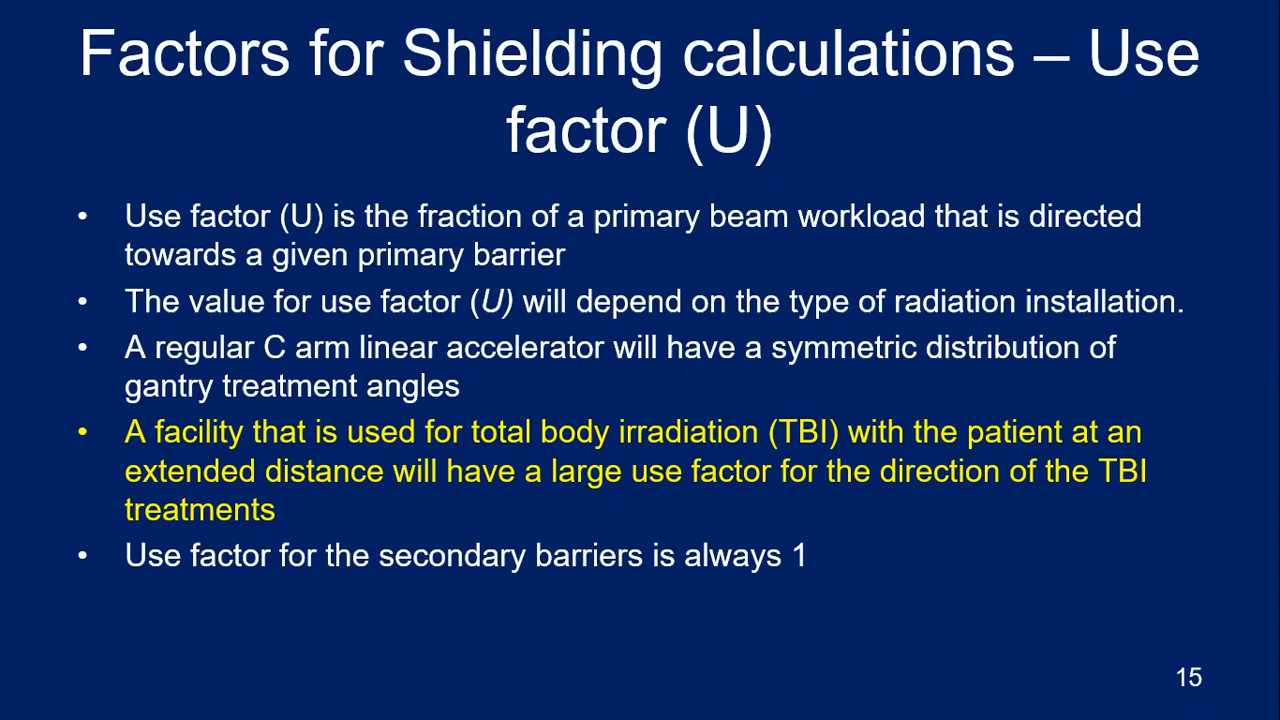 Factors for Shielding calculations – Use
factor (U)
• Use factor (U) is the fraction of a primary beam workload that is directed
towards a given primary barrier
• The value for use factor (U) will depend on the type of radiation installation.
• A regular C arm linear accelerator will have a symmetric distribution of
gantry treatment angles
• A facility that is used for total body irradiation (TBI) with the patient at an
extended distance will have a large use factor for the direction of the TBI
treatments
• Use factor for the secondary barriers is always 1
15